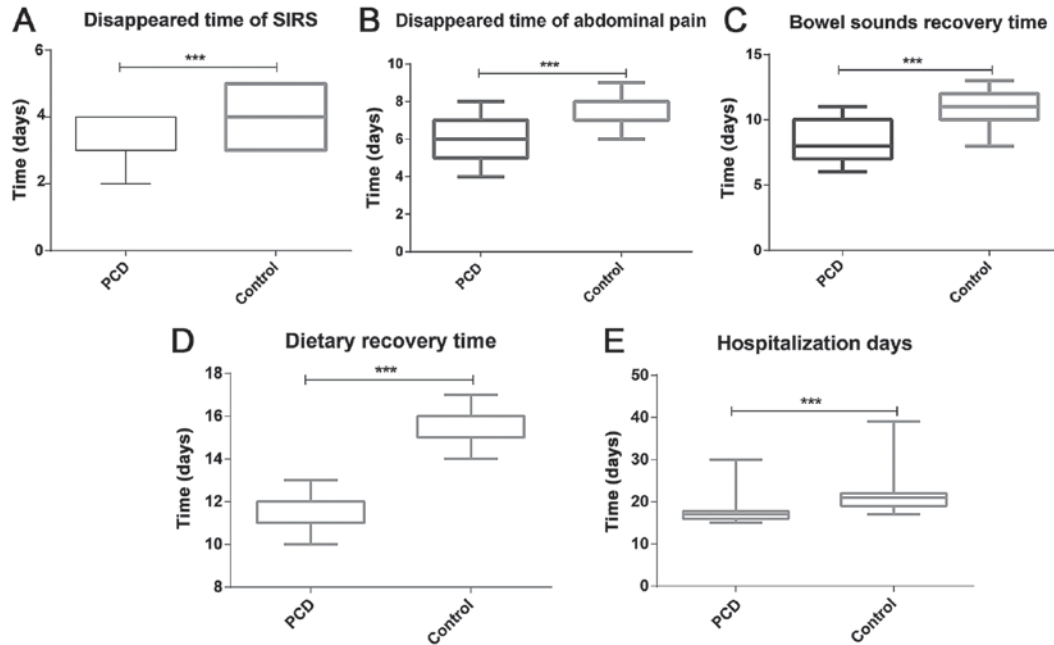 A
Disappeared time of SIRS
***
Time (days)
6
4
2
0
PCD
Control
B
Disappeared time of abdominal pain
***
Time (days)
10
8
6
4
2
0
PCD
Control
C
Bowel sounds recovery time
***
Time (days)
15
10
5
0
PCD
Control
D
Dietary recovery time
***
Time (days)
18
16
14
12
10
8
PCD
Control
E
Hospitalization days
***
Time (days)
50
40
30
20
10
0
PCD
Control